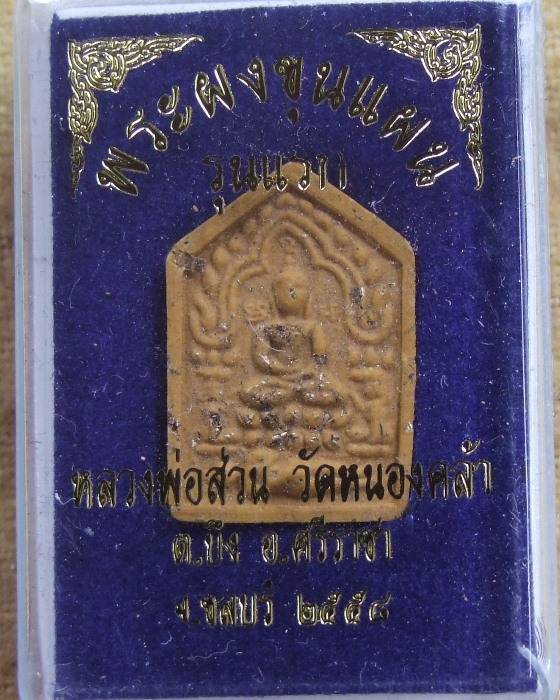 พระผงขุนแผน
รุ่นแรก
หลวงพ่อส่วน วัดหนองคล้า
ต.บึง อ.ศรีราชา
จ.ชลบุรี ๒๕๕๘